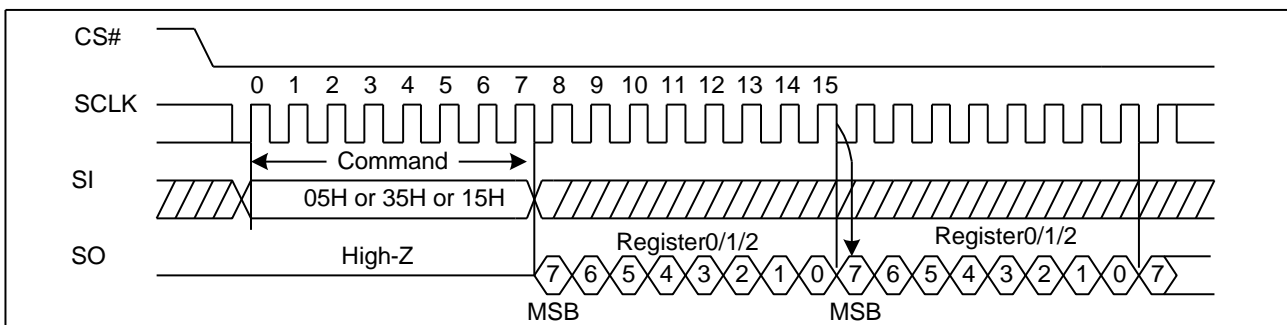 CS#
0 1 2 3 4 5 6 7 8 9 10 11 12 13 14 15
SCLK
Command
SI
05H or 35H or 15H
Register0/1/2 Register0/1/2
SO High-Z
7 6 5 4 3 2 1 0 7 6 5 4 3 2 1 0 7
MSB MSB